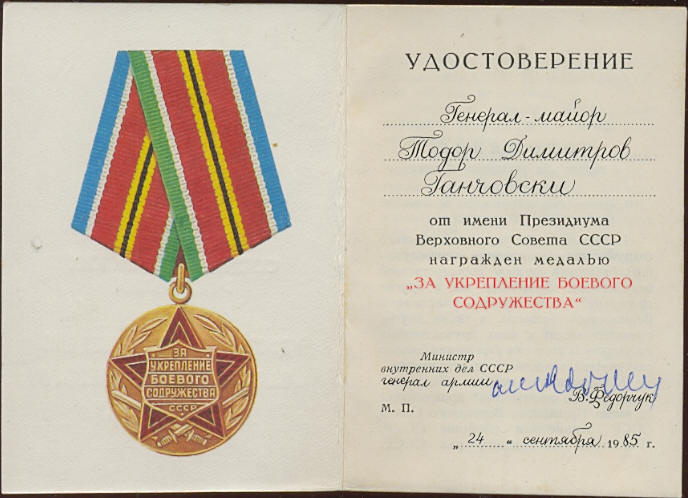 ЗА
УКРЕПЛЕНИЕ
БОЕВОГО
СОДРУЖЕСТВА
СССР
УДОСТОВЕРЕНИЕ
Генерал-майор
Тодор Димитров
Ганчовски
от имени Президиума
Верховного Совета СССР
награжден медалью
„ЗА УКРЕПЛЕНИЕ БОЕВОГО
СОДРУЖЕСТВА“
Министр
внутренних дел СССР
генерал армии
В. Федорчук
М. П.
„24“ сентября 1985 г.